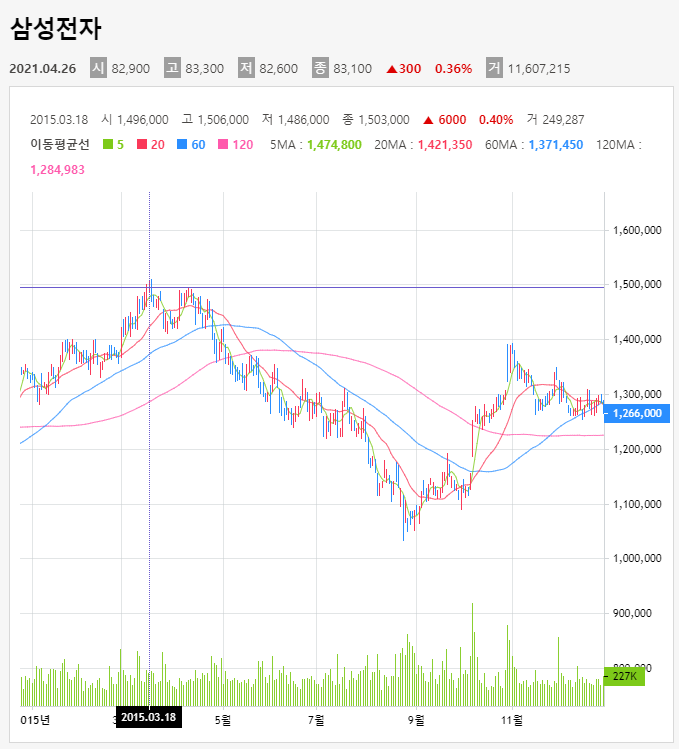 삼성전자
2021.04.26 시 82,900 고 83,300 저 82,600 종 83,100 ▲300 0.36% 거 11,607,215
2015.03.18 시 1,496,000 고 1,506,000 저 1,486,000 종 1,503,000 ▲ 6000 0.40% 거 249,287
이동평균선 5 20 60 120 5MA : 1,474,800 20MA : 1,421,350 60MA : 1,371,450 120MA :
1,284,983
1,600,000
1,500,000
1,400,000
1,300,000
1,266,000
1,200,000
1,100,000
1,000,000
900,000
800,000
227K
015년 3 2015.03.18 5월 7월 9월 11월